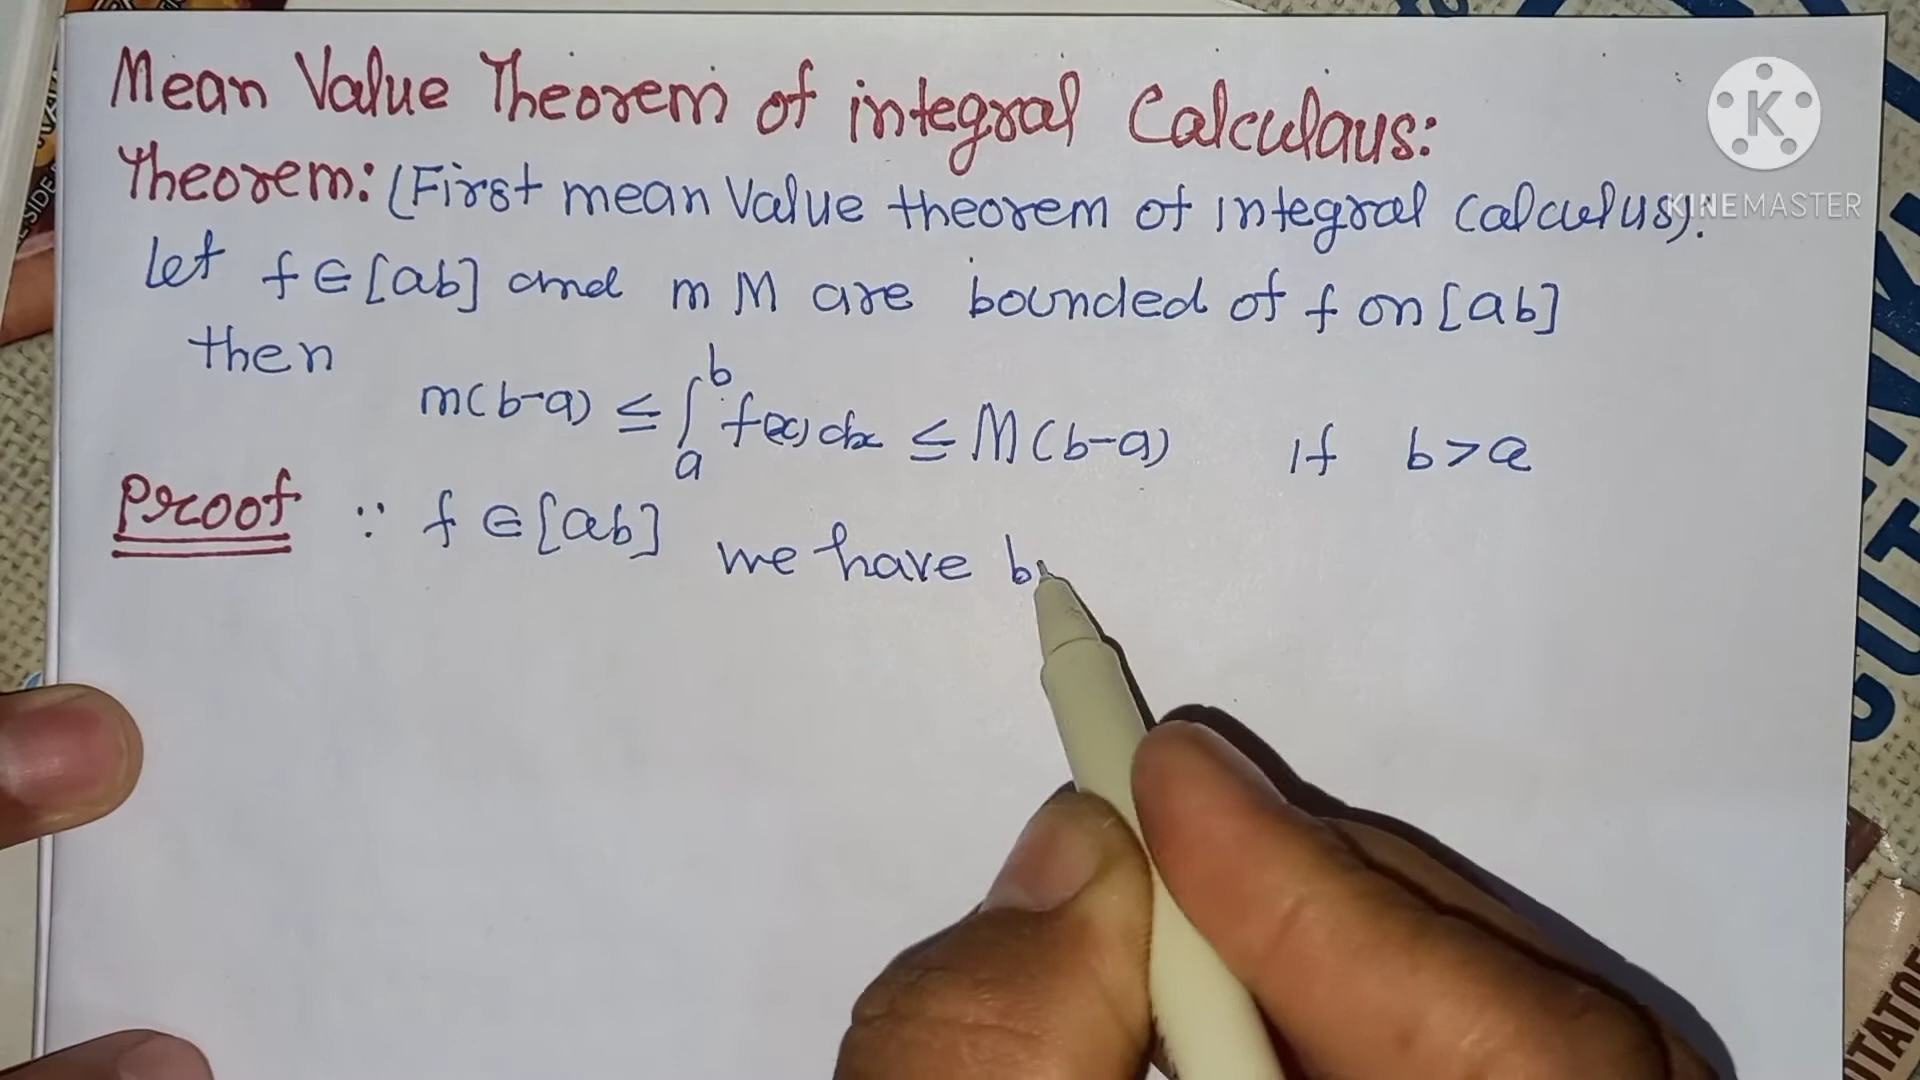 Mean Value Theorem of integral Calculaus:
Theorem: (First mean Value theorem of integral calculus):
Let f ∈ [ab] and m M are bounded of f on [ab]
then
m(b-a) ≤ ∫_a^b f(x) dx ≤ M(b-a) if b>a
Proof ∵ f ∈ [ab] we have b
K
KINEMASTER